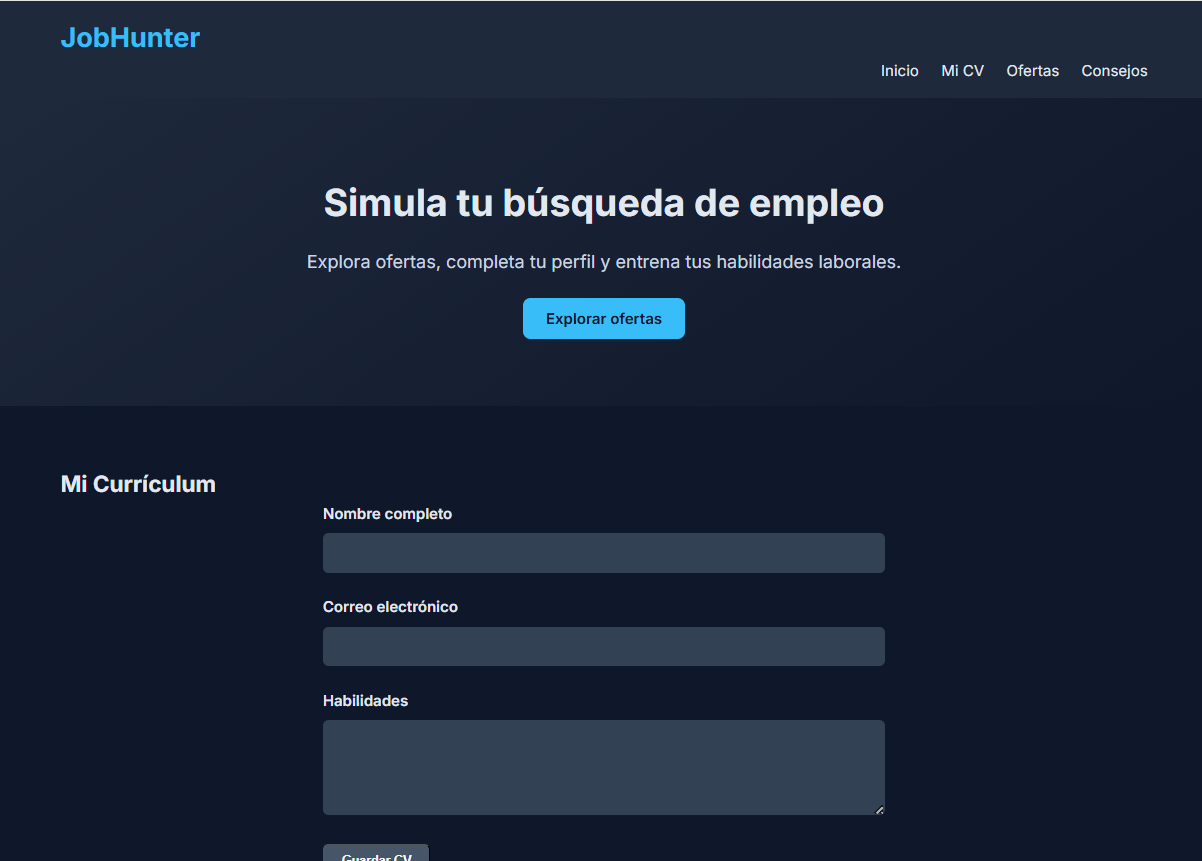 JobHunter
Inicio Mi CV Ofertas Consejos
Simula tu búsqueda de empleo
Explora ofertas, completa tu perfil y entrena tus habilidades laborales.
Explorar ofertas
Mi Currículum
Nombre completo
Correo electrónico
Habilidades
Guardar CV